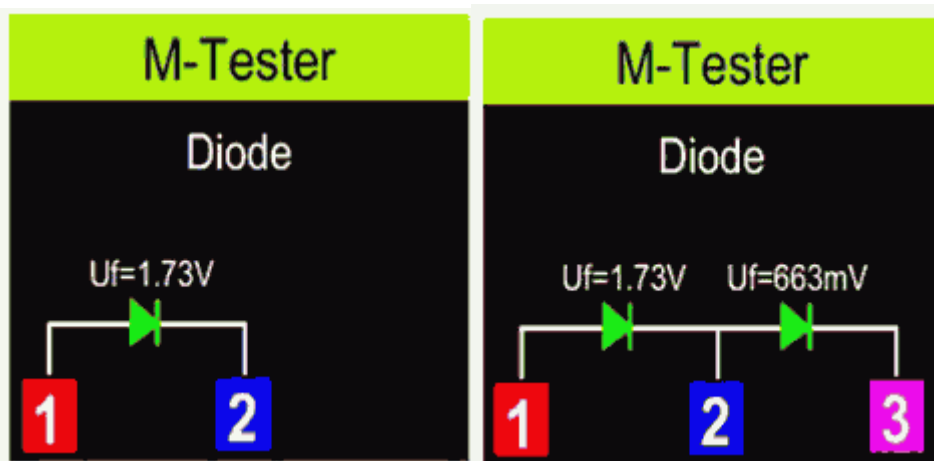 M-Tester
Diode
Uf=1.73V
1 2
M-Tester
Diode
Uf=1.73V Uf=663mV
1 2 3